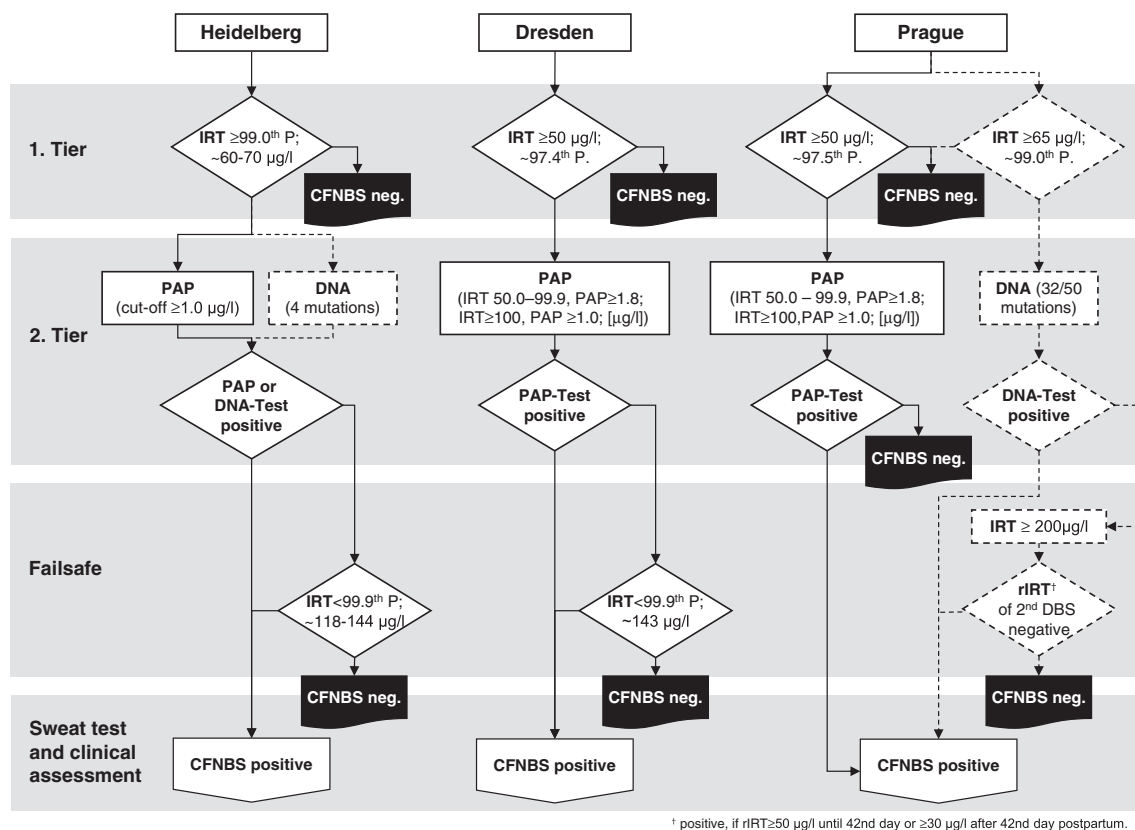 Heidelberg
Dresden
Prague
1. Tier
IRT ≥99.0th P;
~60-70 µg/l
CFNBS neg.
IRT ≥50 µg/l;
~97.4th P.
CFNBS neg.
IRT ≥50 µg/l;
~97.5th P.
CFNBS neg.
IRT ≥65 µg/l;
~99.0th P.
2. Tier
PAP
(cut-off ≥1.0 µg/l)
DNA
(4 mutations)
PAP or
DNA-Test
positive
PAP
(IRT 50.0–99.9, PAP≥1.8;
IRT≥100, PAP ≥1.0; [µg/l])
PAP-Test
positive
PAP
(IRT 50.0 – 99.9, PAP≥1.8;
IRT≥100,PAP ≥1.0; [µg/l])
PAP-Test
positive
CFNBS neg.
DNA (32/50
mutations)
DNA-Test
positive
Failsafe
IRT<99.9th P;
~118-144 µg/l
CFNBS neg.
IRT<99.9th P;
~143 µg/l
CFNBS neg.
IRT ≥ 200µg/l
rIRT†
of 2nd DBS
negative
CFNBS neg.
Sweat test
and clinical
assessment
CFNBS positive
CFNBS positive
CFNBS positive
† positive, if rIRT≥50 µg/l until 42nd day or ≥30 µg/l after 42nd day postpartum.